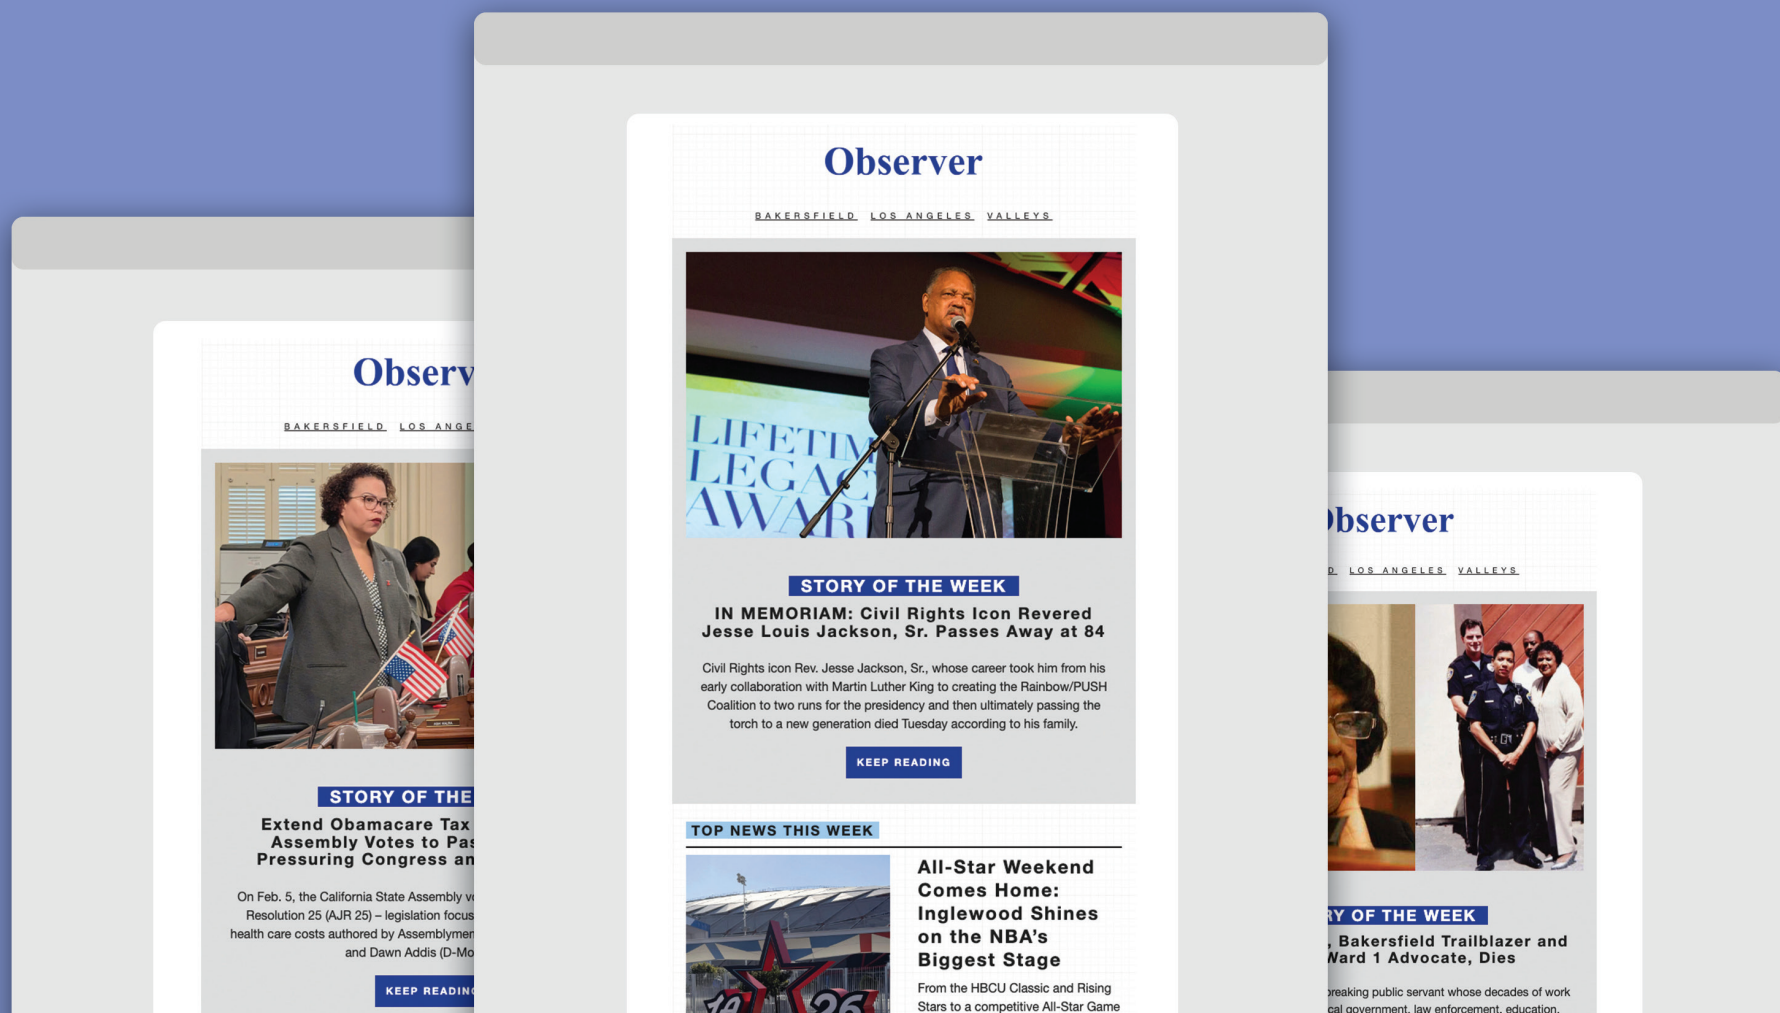 Observer
BAKERSFIELD LOS ANGELES VALLEYS
LIFETIM
LEGAC
AWAR
STORY OF THE WEEK
IN MEMORIAM: Civil Rights Icon Revered
Jesse Louis Jackson, Sr. Passes Away at 84
Civil Rights icon Rev. Jesse Jackson, Sr., whose career took him from his
early collaboration with Martin Luther King to creating the Rainbow/PUSH
Coalition to two runs for the presidency and then ultimately passing the
torch to a new generation died Tuesday according to his family.
KEEP READING
TOP NEWS THIS WEEK
All-Star Weekend
Comes Home:
Inglewood Shines
on the NBA's
Biggest Stage
From the HBCU Classic and Rising
Stars to a competitive All-Star Game
26
Observ
BAKERSFIELD LOS ANGE
STORY OF THE
Extend Obamacare Tax
Assembly Votes to Pas
Pressuring Congress an
On Feb. 5, the California State Assembly vo
Resolution 25 (AJR 25) – legislation focus
health care costs authored by Assemblymen
and Dawn Addis (D-Mo
KEEP READING
bserver
D LOS ANGELES VALLEYS
RY OF THE WEEK
, Bakersfield Trailblazer and
Ward 1 Advocate, Dies
breaking public servant whose decades of work
cal government, law enforcement, education,